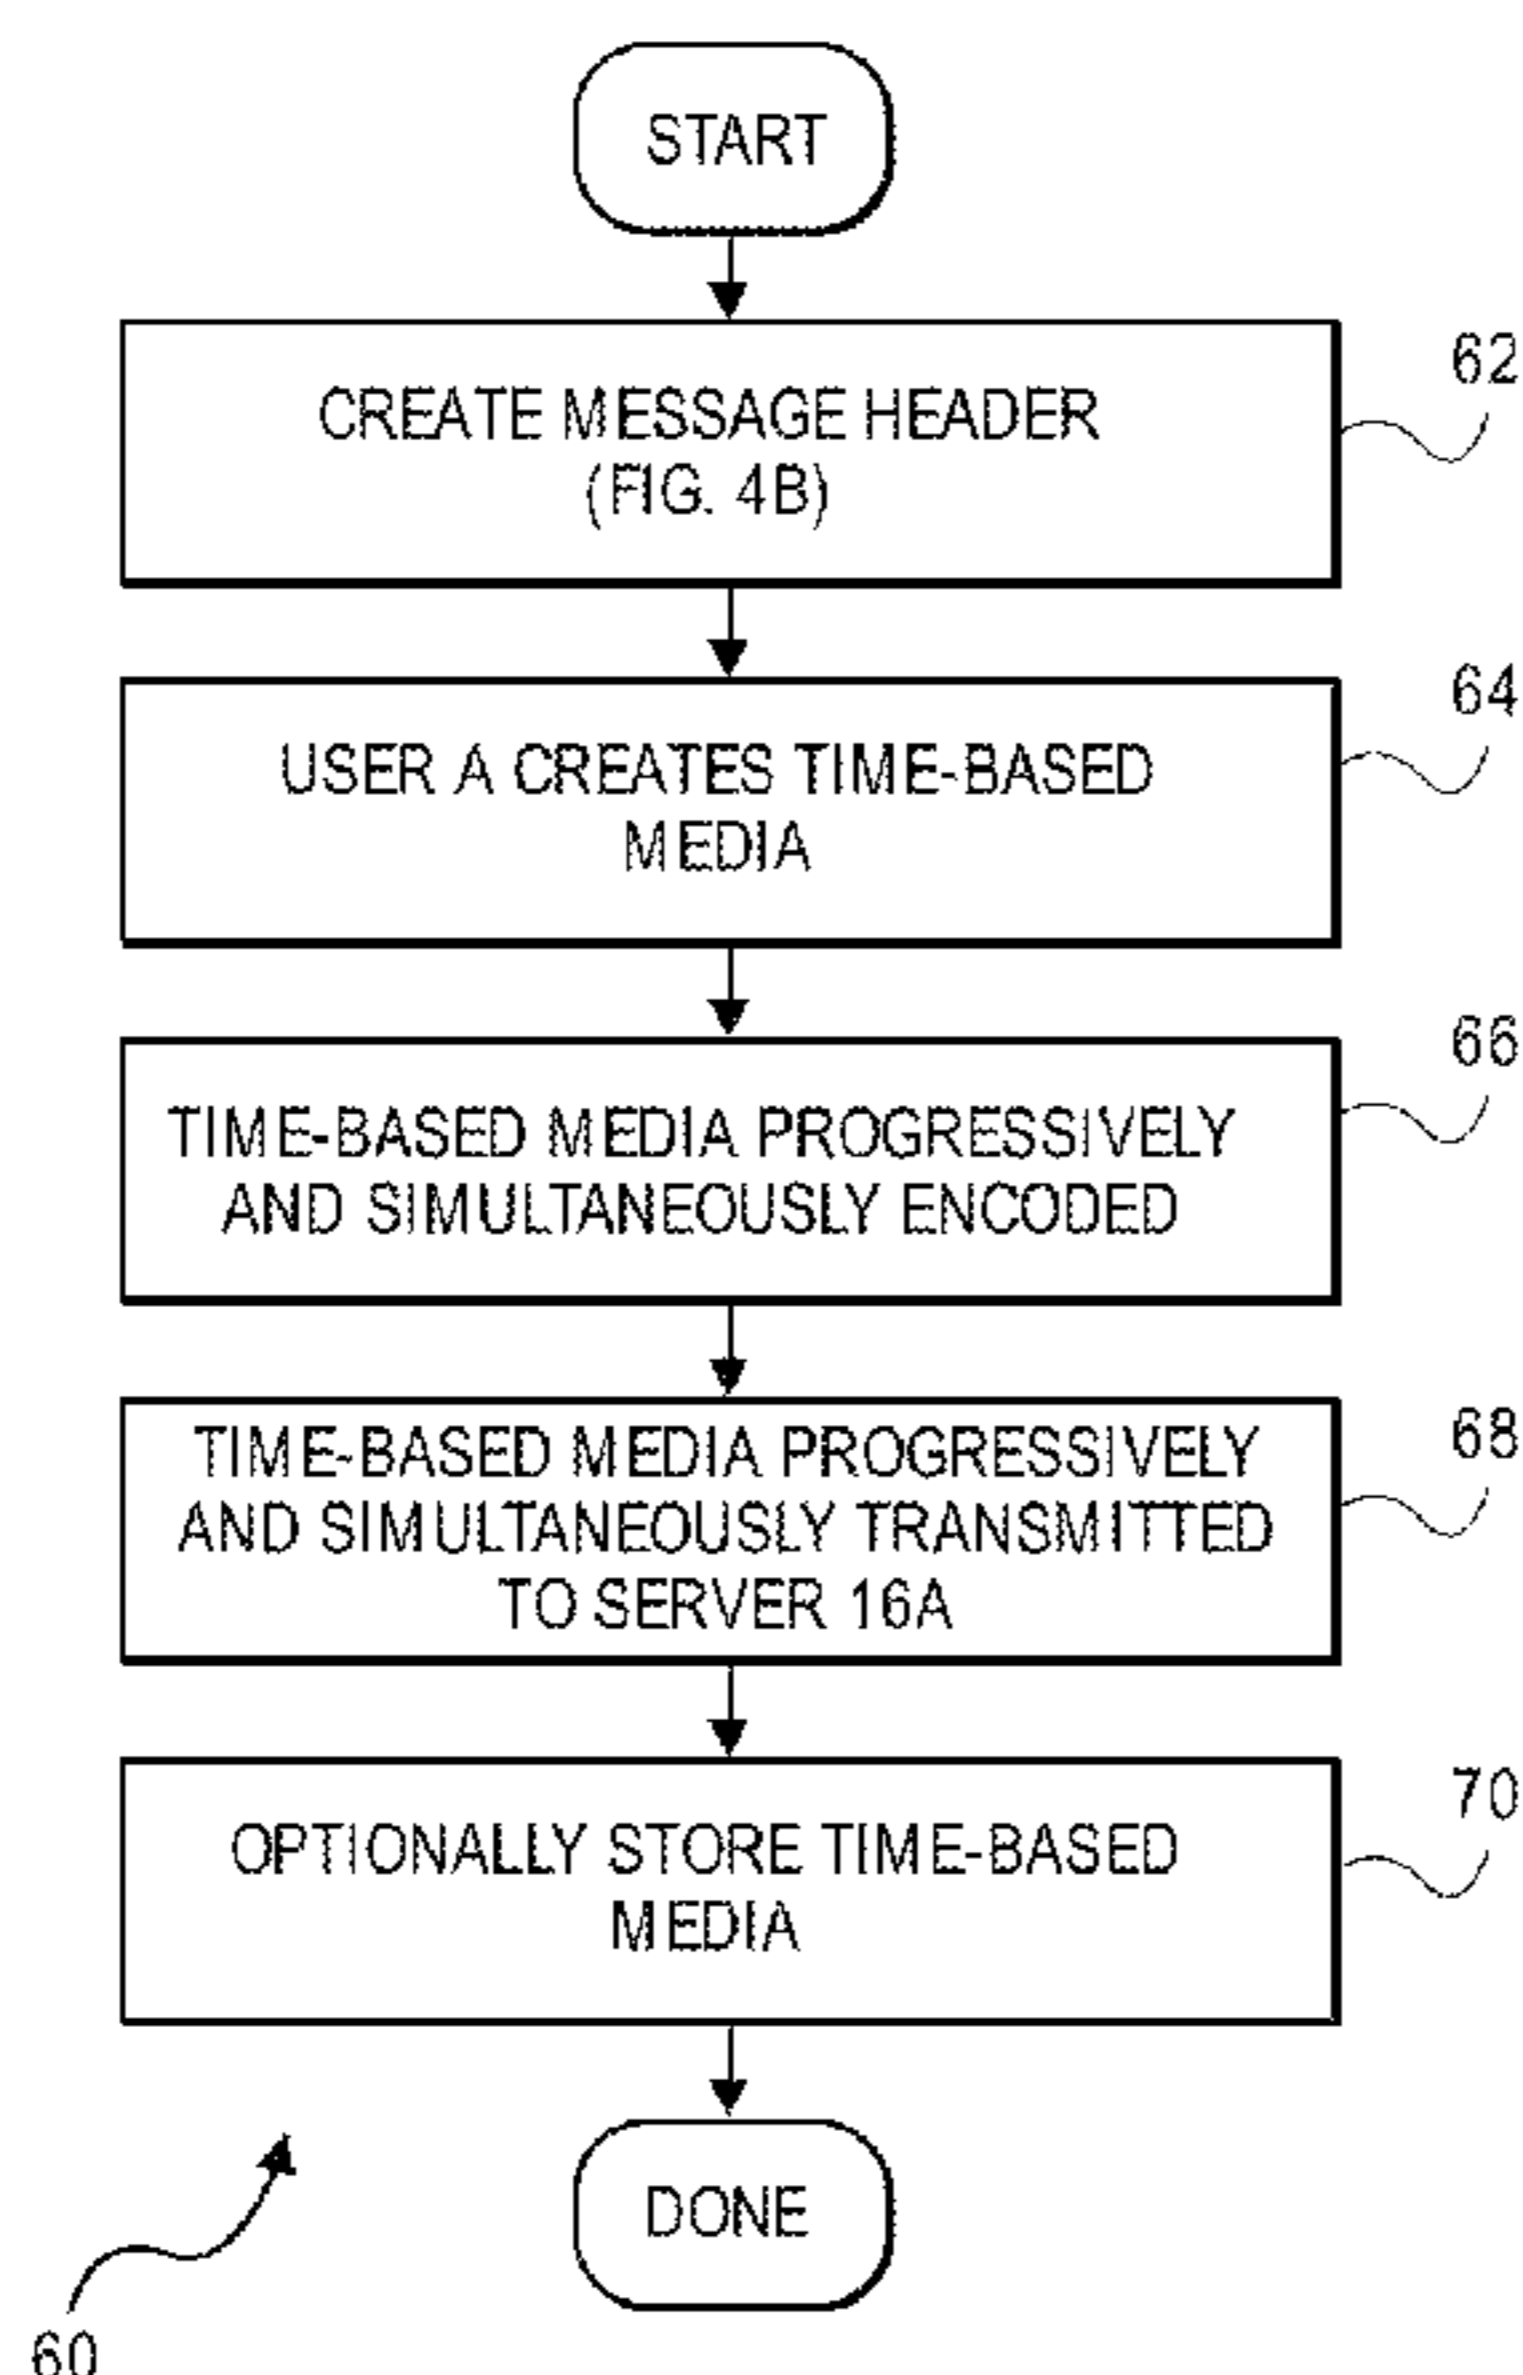 START
62
CREATE MESSAGE HEADER
(FIG. 4B)
64
USER A CREATES TIME-BASED
MEDIA
66
TIME-BASED MEDIA PROGRESSIVELY
AND SIMULTANEOUSLY ENCODED
68
TIME-BASED MEDIA PROGRESSIVELY
AND SIMULTANEOUSLY TRANSMITTED
TO SERVER 16A
70
OPTIONALLY STORE TIME-BASED
MEDIA
DONE
60